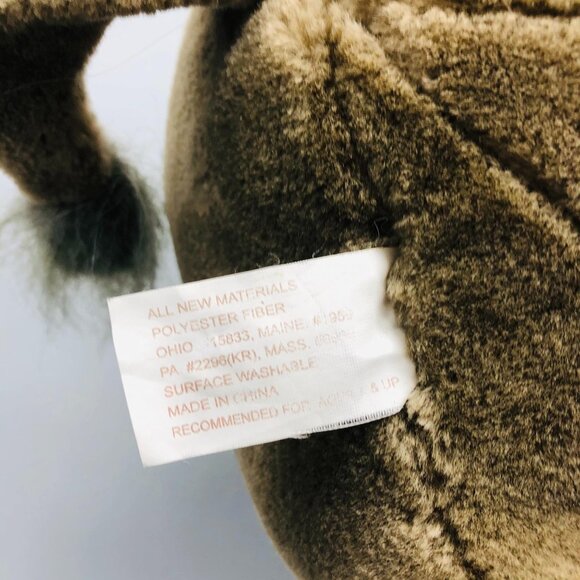 ALL NEW MATERIALS
POLYESTER FIBER
OHIO 15833, MAINE,
PA #2296(KR), MASS.
SURFACE WASHABLE
MADE IN CHINA
RECOMMENDED FOR & UP